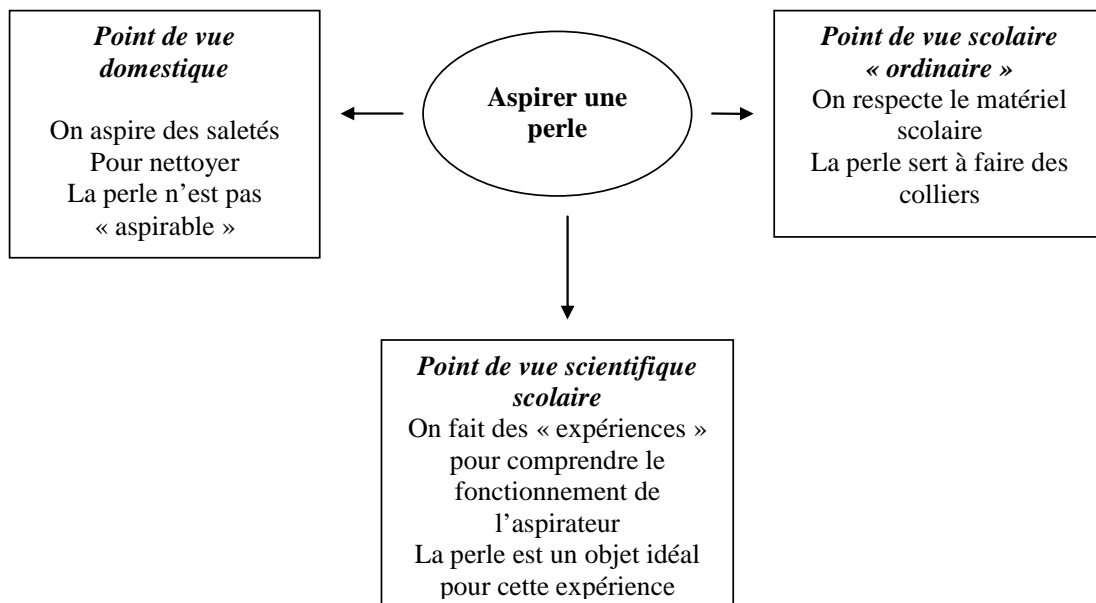 Point de vue
domestique
On aspire des saletés
Pour nettoyer
La perle n’est pas
« aspirable »
Aspirer une
perle
Point de vue scolaire
« ordinaire »
On respecte le matériel
scolaire
La perle sert à faire des
colliers
Point de vue scientifique
scolaire
On fait des « expériences »
pour comprendre le
fonctionnement de
l’aspirateur
La perle est un objet idéal
pour cette expérience